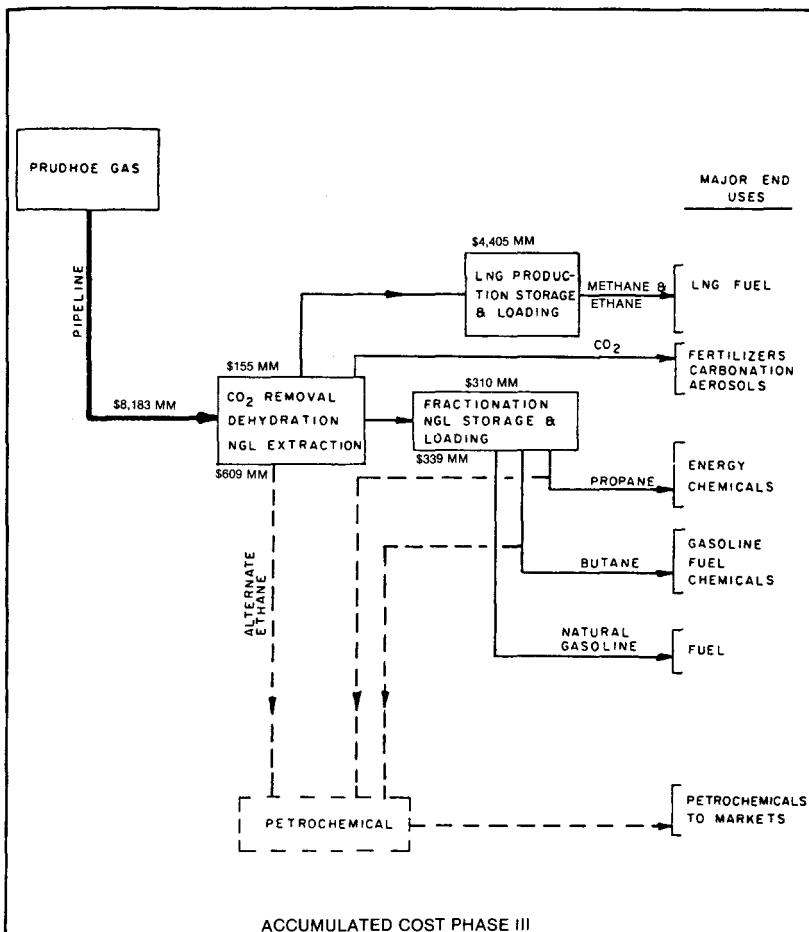 PRUDHOE GAS
MAJOR END
USES
PIPELINE
$4,405 MM
LNG PRODUC-
TION STORAGE
& LOADING
METHANE &
ETHANE
LNG FUEL
CO2
FERTILIZERS
CARBONATION
AEROSOLS
$155 MM
$8,183 MM
CO2 REMOVAL
DEHYDRATION
NGL EXTRACTION
$609 MM
$310 MM
FRACTIONATION
NGL STORAGE &
LOADING
$339 MM
PROPANE
ENERGY
CHEMICALS
BUTANE
GASOLINE
FUEL
CHEMICALS
ALTERNATE
ETHANE
NATURAL
GASOLINE
FUEL
PETROCHEMICAL
PETROCHEMICALS
TO MARKETS
ACCUMULATED COST PHASE III